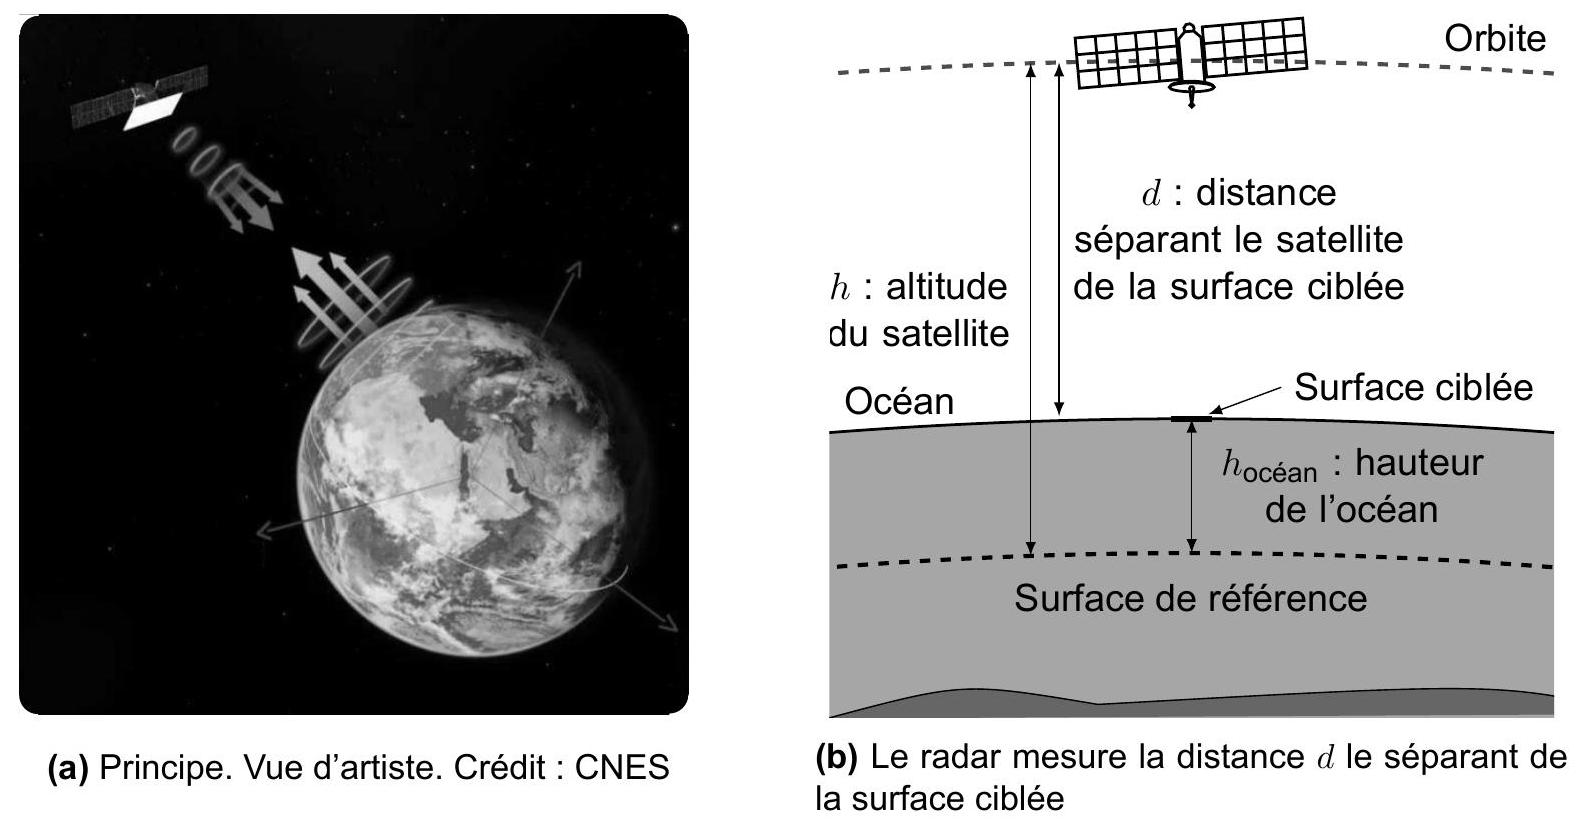 Orbite
d : distance
séparant le satellite
de la surface ciblée
h : altitude
du satellite
Océan
Surface ciblée
hocéan : hauteur
de l'océan
Surface de référence
(a) Principe. Vue d'artiste. Crédit : CNES
(b) Le radar mesure la distance d le séparant de
la surface ciblée